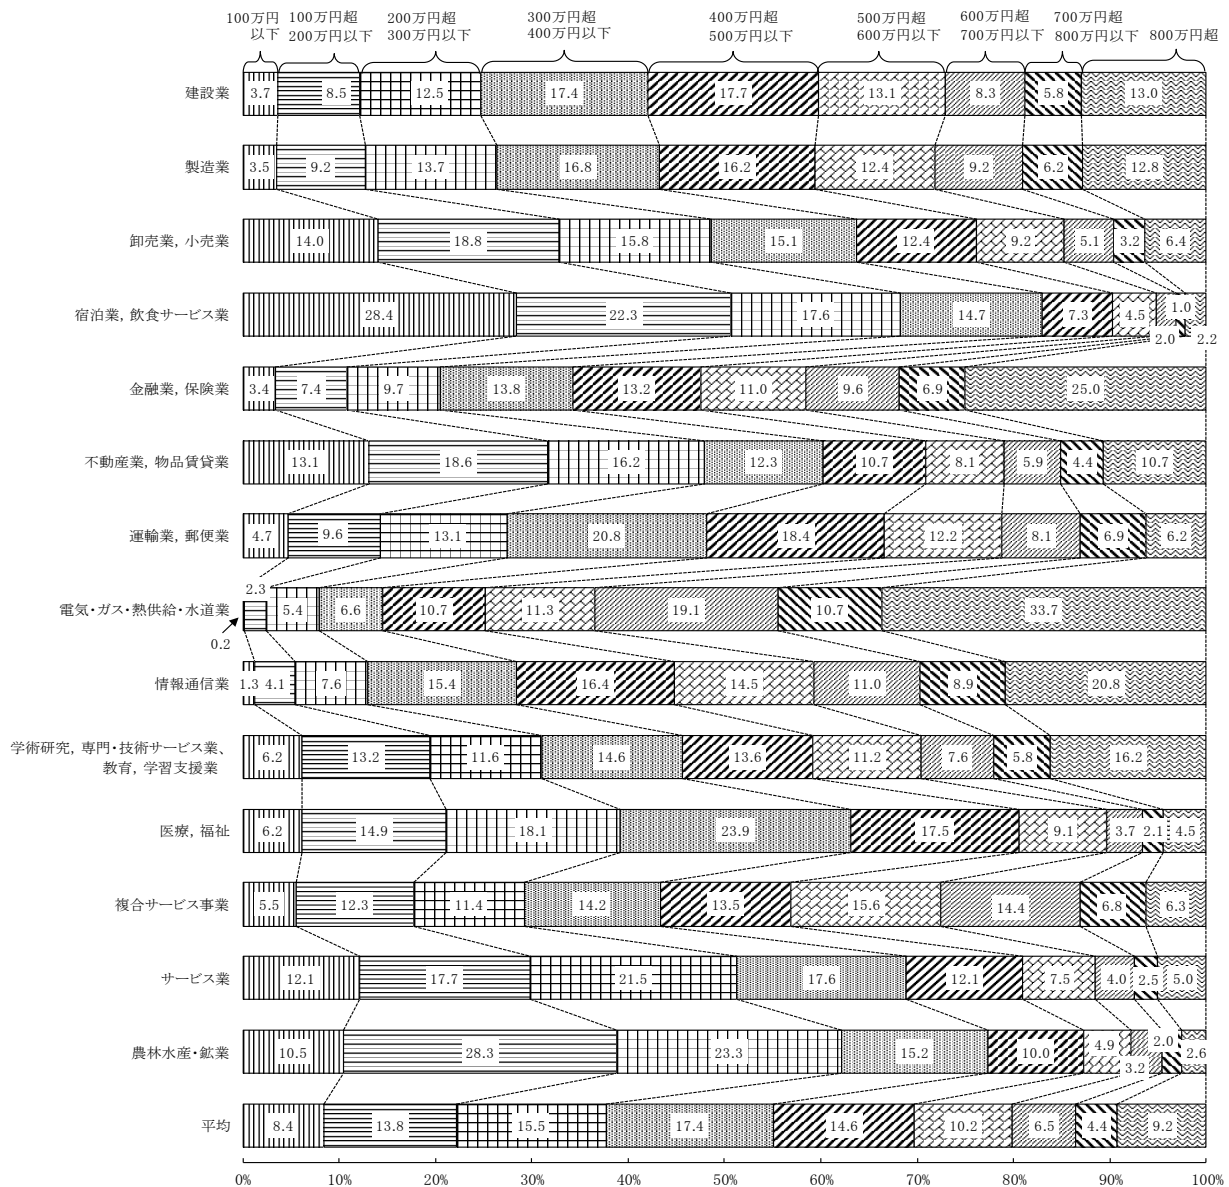 100万円以下
100万円超200万円以下
200万円超300万円以下
300万円超400万円以下
400万円超500万円以下
500万円超600万円以下
600万円超700万円以下
700万円超800万円以下
800万円超
建設業 3.7 8.5 12.5 17.4 17.7 13.1 8.3 5.8 13.0
製造業 3.5 9.2 13.7 16.8 16.2 12.4 9.2 6.2 12.8
卸売業, 小売業 14.0 18.8 15.8 15.1 12.4 9.2 5.1 3.2 6.4
宿泊業, 飲食サービス業 28.4 22.3 17.6 14.7 7.3 4.5 2.0 1.0 2.2
金融業, 保険業 3.4 7.4 9.7 13.8 13.2 11.0 9.6 6.9 25.0
不動産業, 物品賃貸業 13.1 18.6 16.2 12.3 10.7 8.1 5.9 4.4 10.7
運輸業, 郵便業 4.7 9.6 13.1 20.8 18.4 12.2 8.1 6.9 6.2
電気・ガス・熱供給・水道業 0.2 2.3 5.4 6.6 10.7 11.3 19.1 10.7 33.7
情報通信業 1.3 4.1 7.6 15.4 16.4 14.5 11.0 8.9 20.8
学術研究, 専門・技術サービス業、
教育, 学習支援業 6.2 13.2 11.6 14.6 13.6 11.2 7.6 5.8 16.2
医療, 福祉 6.2 14.9 18.1 23.9 17.5 9.1 3.7 2.1 4.5
複合サービス事業 5.5 12.3 11.4 14.2 13.5 15.6 14.4 6.8 6.3
サービス業 12.1 17.7 21.5 17.6 12.1 7.5 4.0 2.5 5.0
農林水産・鉱業 10.5 28.3 23.3 15.2 10.0 4.9 3.2 2.0 2.6
平均 8.4 13.8 15.5 17.4 14.6 10.2 6.5 4.4 9.2
0% 10% 20% 30% 40% 50% 60% 70% 80% 90% 100%